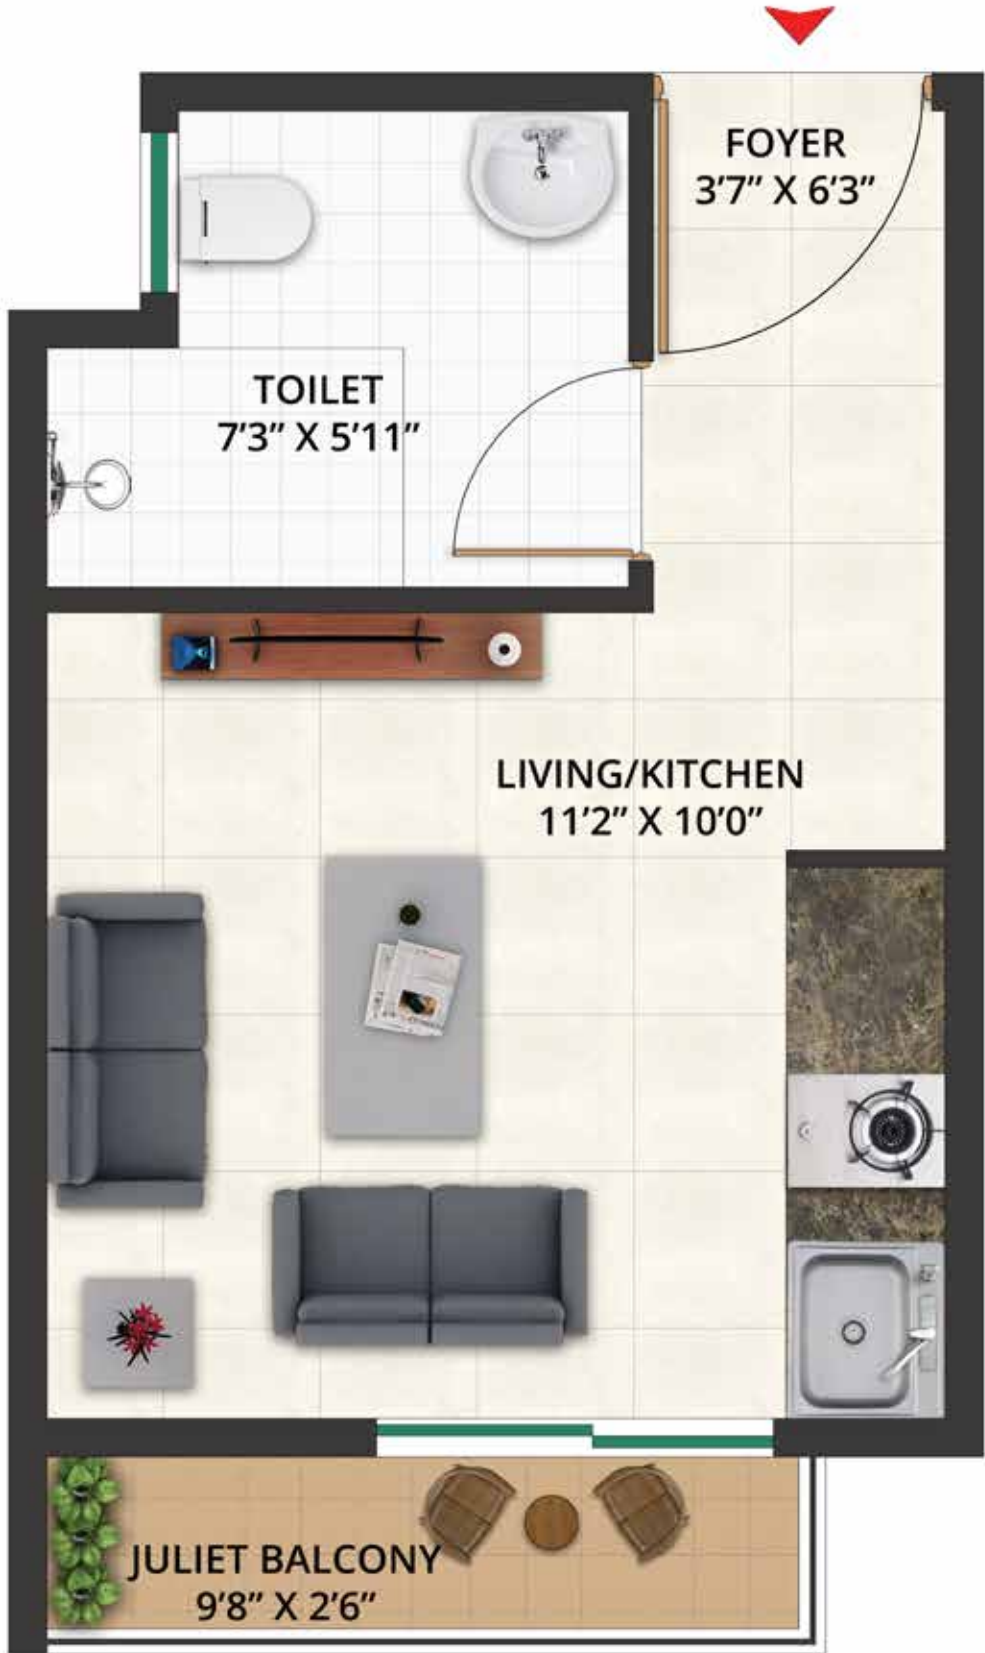 FOYER
3’7” X 6’3”
TOILET
7’3” X 5’11”
LIVING/KITCHEN
11’2” X 10’0”
JULIET BALCONY
9’8” X 2’6”